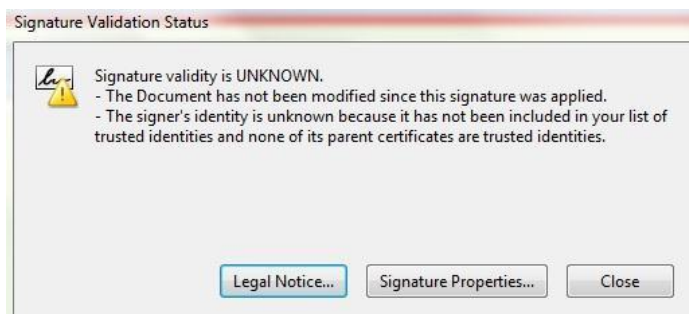 Signature Validation Status
Signature validity is UNKNOWN.
- The Document has not been modified since this signature was applied.
- The signer's identity is unknown because it has not been included in your list of
trusted identities and none of its parent certificates are trusted identities.
Legal Notice... Signature Properties... Close